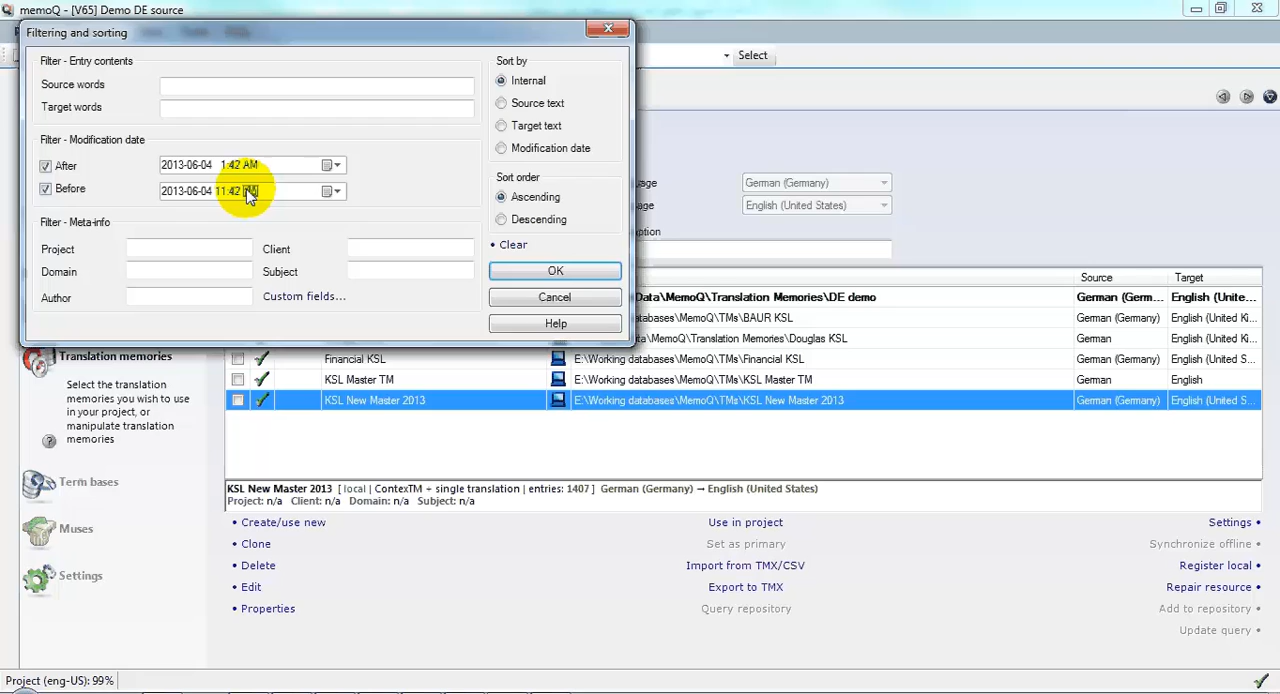 memoQ - [V65] Demo DE source
Filtering and sorting
Filter - Entry contents
Source words
Target words
Filter - Modification date
After
2013-06-04 1:42 AM
Before
2013-06-04 11:42
Filter - Meta-info
Project
Client
Domain
Subject
Author
Custom fields...
Sort by
Internal
Source text
Target text
Modification date
Sort order
Ascending
Descending
Clear
OK
Cancel
Help
Select
German (Germany)
English (United States)
Source Target
Data\MemoQ\Translation Memories\DE demo German (Germ... English (Unite...
E:\Working databases\MemoQ\TMs\BAUR KSL German (Germany) English (United Ki...
Data\MemoQ\Translation Memories\Douglas KSL German English (United Ki...
Financial KSL E:\Working databases\MemoQ\TMs\Financial KSL German (Germany) English (United S...
KSL Master TM E:\Working databases\MemoQ\TMs\KSL Master TM German English
KSL New Master 2013 E:\Working databases\MemoQ\TMs\KSL New Master 2013 German (Germany) English (United S...
KSL New Master 2013 [ local | ContexTM + single translation | entries: 1407 ] German (Germany) → English (United States)
Project: n/a Client: n/a Domain: n/a Subject: n/a
Translation memories
Select the translation
memories you wish to use
in your project, or
manipulate translation
memories
Term bases
Muses
Settings
Create/use new
Clone
Delete
Edit
Properties
Use in project
Set as primary
Import from TMX/CSV
Export to TMX
Query repository
Settings
Synchronize offline
Register local
Repair resource
Add to repository
Update query
Project (eng-US): 99%